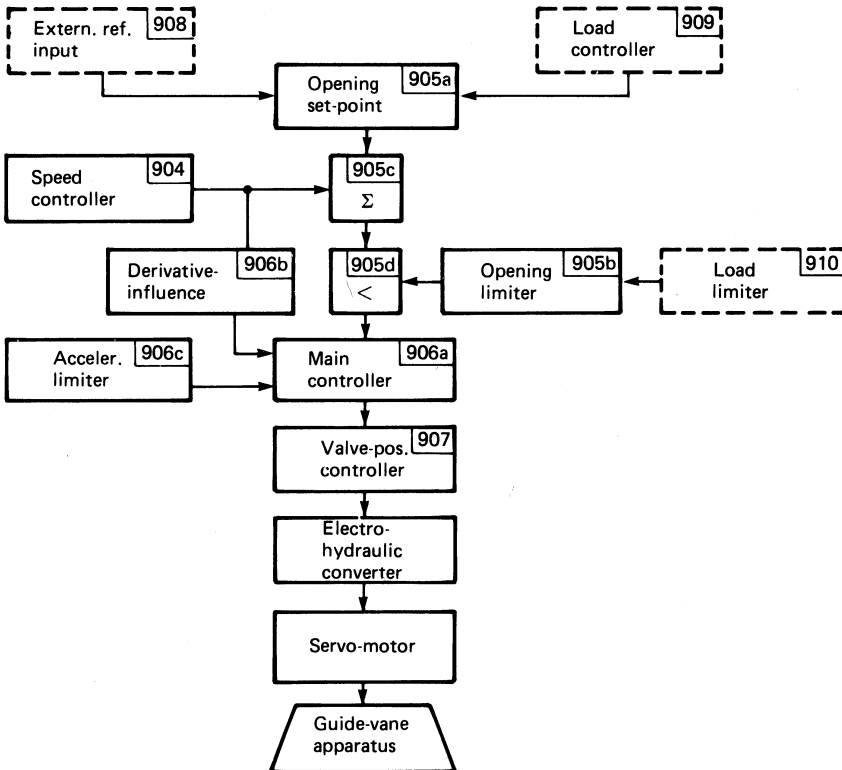 908
Extern. ref.
input
909
Load
controller
905a
Opening
set-point
904
Speed
controller
905c
Σ
906b
Derivative-
influence
905d
<
905b
Opening
limiter
910
Load
limiter
906c
Acceler.
limiter
906a
Main
controller
907
Valve-pos.
controller
Electro-
hydraulic
converter
Servo-motor
Guide-vane
apparatus